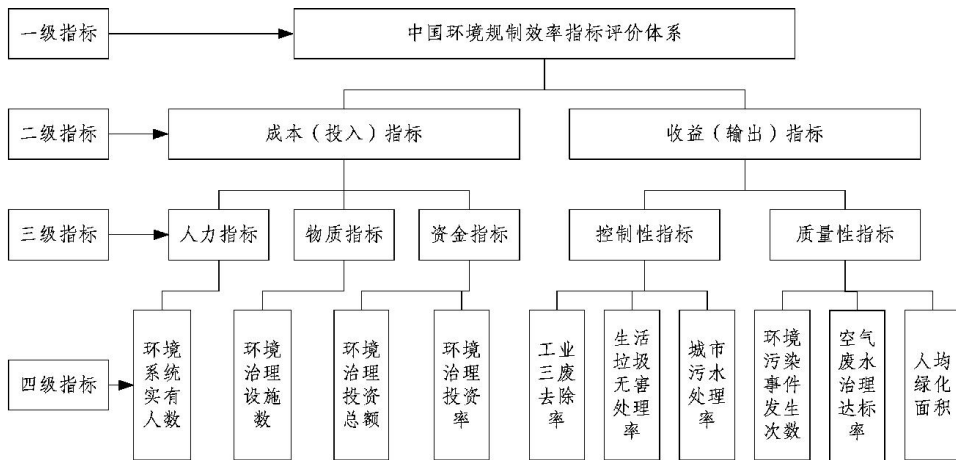 一级指标
中国环境规制效率指标评价体系
二级指标
成本（投入）指标
收益（输出）指标
三级指标
人力指标
物质指标
资金指标
控制性指标
质量性指标
四级指标
环境
系统
实有
人数
环境
治理
设施
数
环境
治理
投资
总额
环境
治理
投资
率
工业
三废
去除
率
生活
垃圾
无害
处理
率
城市
污水
处理
率
环境
污染
事件
发生
次数
空气
废水
治理
达标
率
人均
绿化
面积